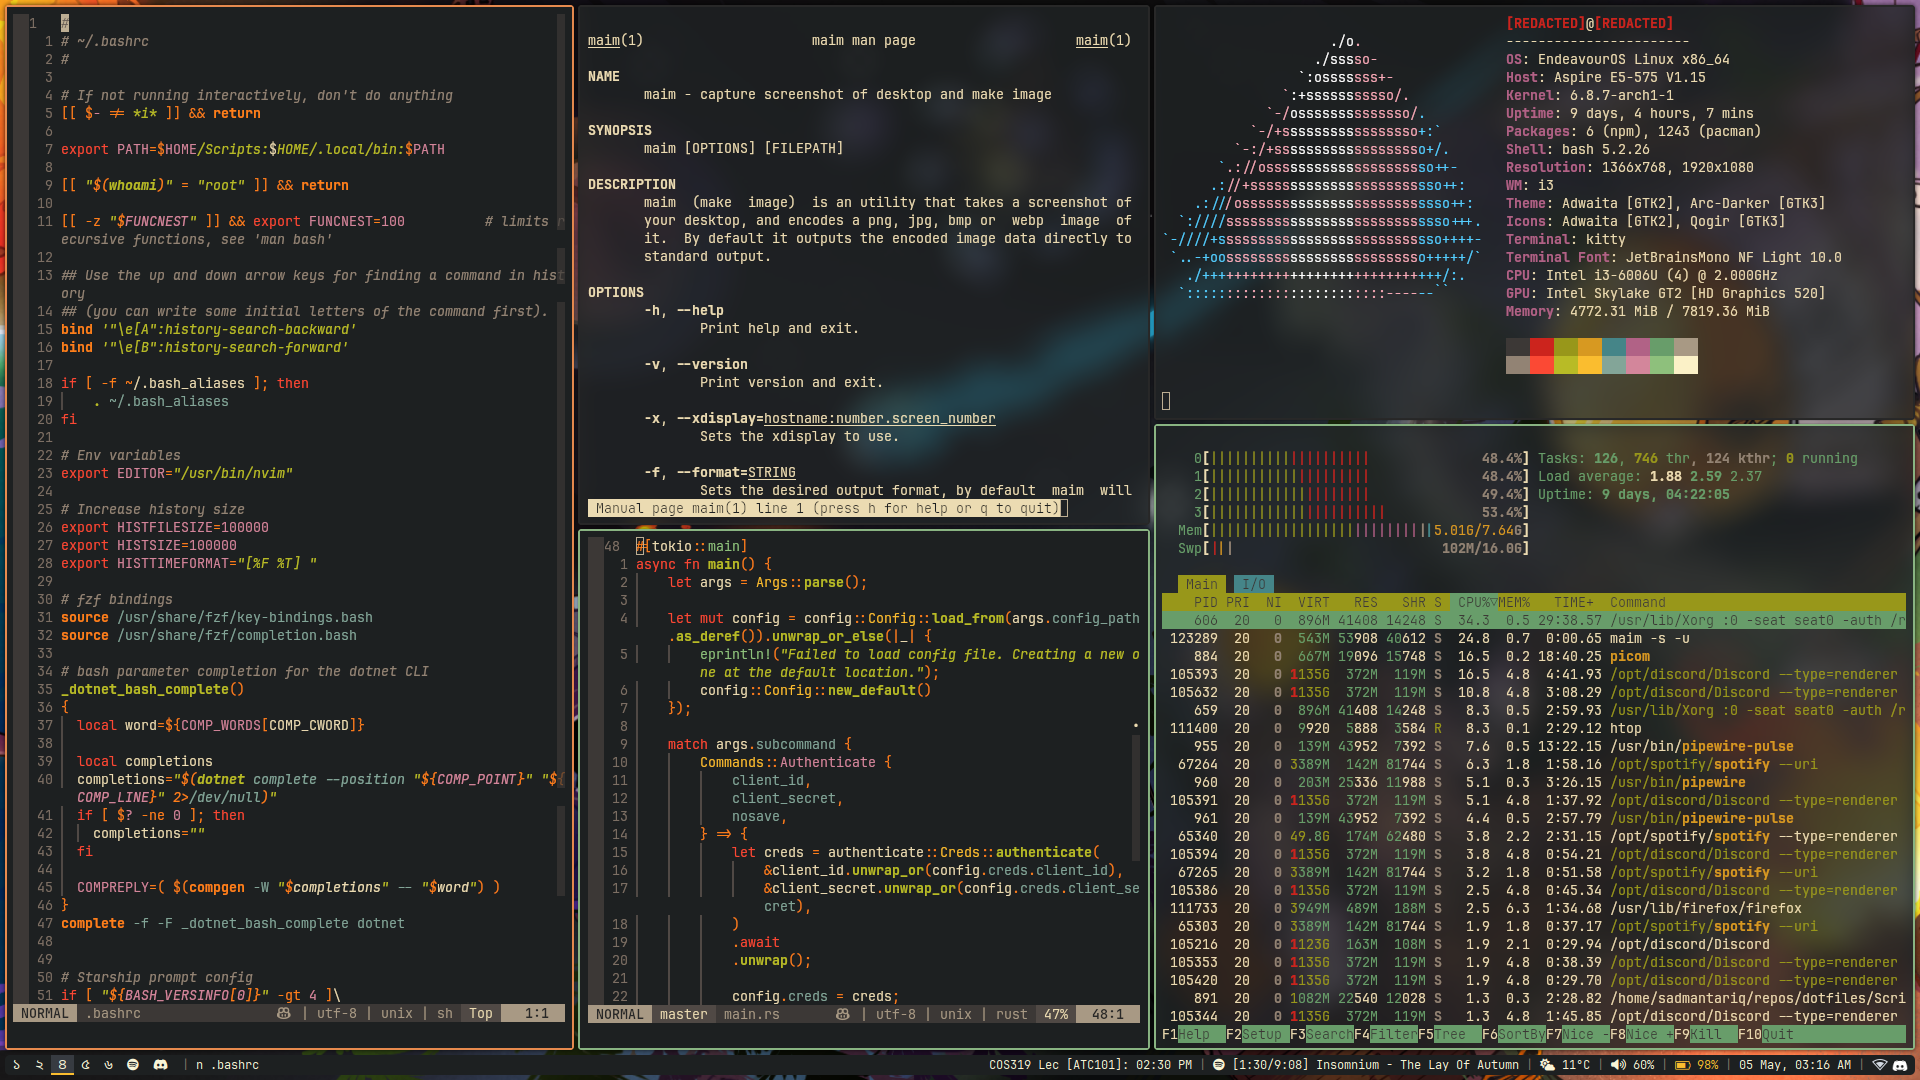 1 #
1 # ~/.bashrc
2 #
3
4 # If not running interactively, don't do anything
5 [[ $- != *i* ]] && return
6
7 export PATH=$HOME/Scripts:$HOME/.local/bin:$PATH
8
9 [[ "$(whoami)" = "root" ]] && return
10
11 [[ -z "$FUNCNEST" ]] && export FUNCNEST=100 # limits r
ecursive functions, see 'man bash'
12
13 ## Use the up and down arrow keys for finding a command in hist
ory
14 ## (you can write some initial letters of the command first).
15 bind '"\e[A":history-search-backward'
16 bind '"\e[B":history-search-forward'
17
18 if [ -f ~/.bash_aliases ]; then
19 . ~/.bash_aliases
20 fi
21
22 # Env variables
23 export EDITOR="/usr/bin/nvim"
24
25 # Increase history size
26 export HISTFILESIZE=100000
27 export HISTSIZE=100000
28 export HISTTIMEFORMAT="[%F %T] "
29
30 # fzf bindings
31 source /usr/share/fzf/key-bindings.bash
32 source /usr/share/fzf/completion.bash
33
34 # bash parameter completion for the dotnet CLI
35 _dotnet_bash_complete()
36 {
37 local word=${COMP_WORDS[COMP_CWORD]}
38
39 local completions
40 completions="$(dotnet complete --position "${COMP_POINT}" "${
COMP_LINE}" 2>/dev/null)"
41 if [ $? -ne 0 ]; then
42 completions=""
43 fi
44
45 COMPREPLY=( $(compgen -W "$completions" -- "$word") )
46 }
47 complete -f -F _dotnet_bash_complete dotnet
48
49
50 # Starship prompt config
51 if [ "${BASH_VERSINFO[0]}" -gt 4 ]\
NORMAL .bashrc | utf-8 | unix | sh Top 1:1
maim(1) maim man page maim(1)
NAME
maim - capture screenshot of desktop and make image
SYNOPSIS
maim [OPTIONS] [FILEPATH]
DESCRIPTION
maim (make image) is an utility that takes a screenshot of
your desktop, and encodes a png, jpg, bmp or webp image of
it. By default it outputs the encoded image data directly to
standard output.
OPTIONS
-h, --help
Print help and exit.
-v, --version
Print version and exit.
-x, --xdisplay=hostname:number.screen_number
Sets the xdisplay to use.
-f, --format=STRING
Sets the desired output format, by default maim will
Manual page maim(1) line 1 (press h for help or q to quit)
48 #[tokio::main]
1 async fn main() {
2 let args = Args::parse();
3
4 let mut config = config::Config::load_from(args.config_path
.as_deref()).unwrap_or_else(|_| {
5 eprintln!("Failed to load config file. Creating a new o
ne at the default location.");
6 config::Config::new_default()
7 });
8
9 match args.subcommand {
10 Commands::Authenticate {
11 client_id,
12 client_secret,
13 nosave,
14 } => {
15 let creds = authenticate::Creds::authenticate(
16 &client_id.unwrap_or(config.creds.client_id),
17 &client_secret.unwrap_or(config.creds.client_se
cret),
18 )
19 .await
20 .unwrap();
21
22 config.creds = creds;
NORMAL master main.rs | utf-8 | unix | rust 47% 48:1
[REDACTED]@[REDACTED]
-----------------------
OS: EndeavourOS Linux x86_64
Host: Aspire E5-575 V1.15
Kernel: 6.8.7-arch1-1
Uptime: 9 days, 4 hours, 7 mins
Packages: 6 (npm), 1243 (pacman)
Shell: bash 5.2.26
Resolution: 1366x768, 1920x1080
WM: i3
Theme: Adwaita [GTK2], Arc-Darker [GTK3]
Icons: Adwaita [GTK2], Qogir [GTK3]
Terminal: kitty
Terminal Font: JetBrainsMono NF Light 10.0
CPU: Intel i3-6006U (4) @ 2.000GHz
GPU: Intel Skylake GT2 [HD Graphics 520]
Memory: 4772.31 MiB / 7819.36 MiB
0[ 48.4%] Tasks: 126, 746 thr, 124 kthr; 0 running
1[ 48.4%] Load average: 1.88 2.59 2.37
2[ 49.4%] Uptime: 9 days, 04:22:05
3[ 53.4%]
Mem[ 5.01G/7.64G]
Swp[ 102M/16.0G]
Main I/O
PID PRI NI VIRT RES SHR S CPU%▽MEM% TIME+ Command
606 20 0 896M 41408 14248 S 34.3 0.5 29:38.57 /usr/lib/Xorg :0 -seat seat0 -auth /r
123289 20 0 543M 53908 40612 S 24.8 0.7 0:00.65 maim -s -u
884 20 0 667M 19096 15748 S 16.5 0.2 18:40.25 picom
105393 20 0 1135G 372M 119M S 16.5 4.8 4:41.93 /opt/discord/Discord --type=renderer
105632 20 0 1135G 372M 119M S 10.8 4.8 3:08.29 /opt/discord/Discord --type=renderer
659 20 0 896M 41408 14248 S 8.3 0.5 2:59.93 /usr/lib/Xorg :0 -seat seat0 -auth /r
111400 20 0 9920 5888 3584 R 8.3 0.1 2:29.12 htop
955 20 0 139M 43952 7392 S 7.6 0.5 13:22.15 /usr/bin/pipewire-pulse
67264 20 0 3389M 142M 81744 S 6.3 1.8 1:58.16 /opt/spotify/spotify --uri
960 20 0 203M 25336 11988 S 5.1 0.3 3:26.15 /usr/bin/pipewire
105391 20 0 1135G 372M 119M S 5.1 4.8 1:37.92 /opt/discord/Discord --type=renderer
961 20 0 139M 43952 7392 S 4.4 0.5 2:57.79 /usr/bin/pipewire-pulse
65340 20 0 49.8G 174M 62480 S 3.8 2.2 2:31.15 /opt/spotify/spotify --type=renderer
105394 20 0 1135G 372M 119M S 3.8 4.8 0:54.21 /opt/discord/Discord --type=renderer
67265 20 0 3389M 142M 81744 S 3.2 1.8 0:51.58 /opt/spotify/spotify --uri
105386 20 0 1135G 372M 119M S 2.5 4.8 0:45.34 /opt/discord/Discord --type=renderer
111733 20 0 3949M 489M 188M S 2.5 6.3 1:34.68 /usr/lib/firefox/firefox
65303 20 0 3389M 142M 81744 S 1.9 1.8 0:37.17 /opt/spotify/spotify --uri
105216 20 0 1123G 163M 108M S 1.9 2.1 0:29.94 /opt/discord/Discord
105353 20 0 1135G 372M 119M S 1.9 4.8 0:38.39 /opt/discord/Discord --type=renderer
105420 20 0 1135G 372M 119M S 1.9 4.8 0:29.70 /opt/discord/Discord --type=renderer
891 20 0 1082M 22540 12028 S 1.3 0.3 2:28.82 /home/sadmantariq/repos/dotfiles/Scri
105344 20 0 1135G 372M 119M S 1.3 4.8 0:01.85 /opt/discord/Discord --type=renderer
F1Help F2Setup F3SearchF4FilterF5Tree F6SortByF7Nice -F8Nice +F9Kill F10Quit
১ ২ ৪ ৫ ৬ | n .bashrc
COS319 Lec [ATC101]: 02:30 PM | [1:30/9:08] Insomnium - The Lay Of Autumn | 11°C | 60% | 98% | 05 May, 03:16 AM |